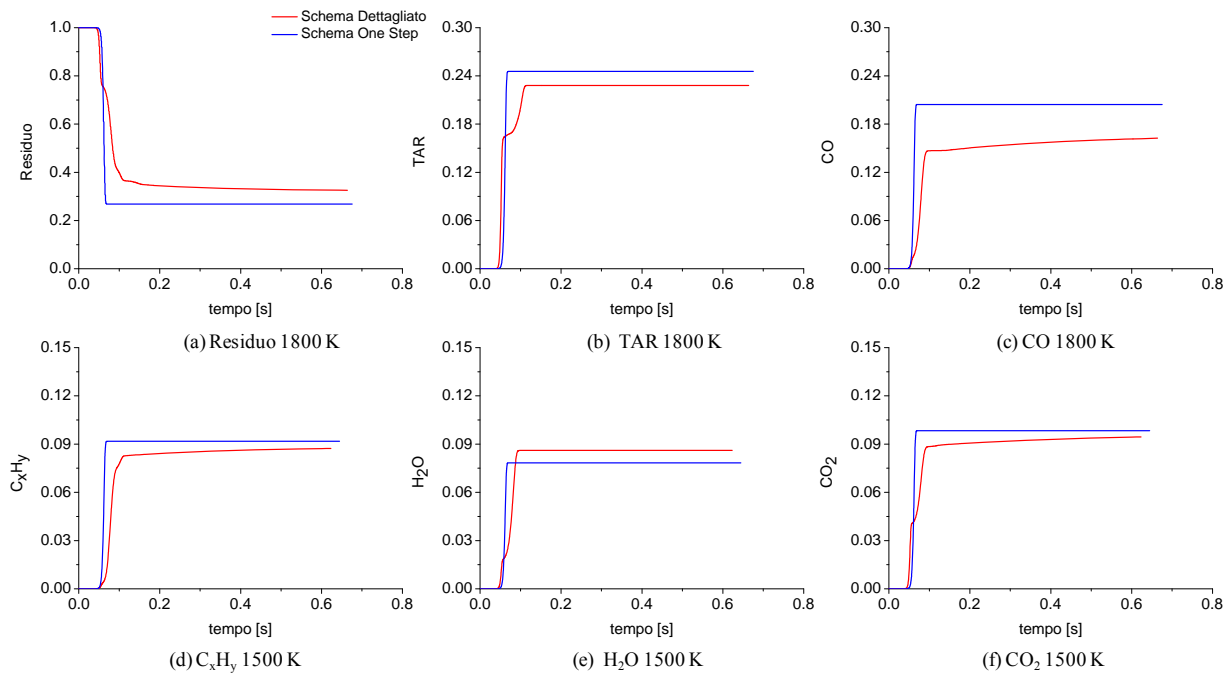 Schema Dettagliato
Schema One Step
1.0
0.8
0.6
0.4
0.2
0.0
Residuo
0.0 0.2 0.4 0.6 0.8
tempo [s]
(a) Residuo 1800 K
0.30
0.24
0.18
0.12
0.06
0.00
TAR
0.0 0.2 0.4 0.6 0.8
tempo [s]
(b) TAR 1800 K
0.30
0.24
0.18
0.12
0.06
0.00
CO
0.0 0.2 0.4 0.6 0.8
tempo [s]
(c) CO 1800 K
0.15
0.12
0.09
0.06
0.03
0.00
CxHy
0.0 0.2 0.4 0.6 0.8
tempo [s]
(d) CxHy 1500 K
0.15
0.12
0.09
0.06
0.03
0.00
H2O
0.0 0.2 0.4 0.6 0.8
tempo [s]
(e) H2O 1500 K
0.15
0.12
0.09
0.06
0.03
0.00
CO2
0.0 0.2 0.4 0.6 0.8
tempo [s]
(f) CO2 1500 K